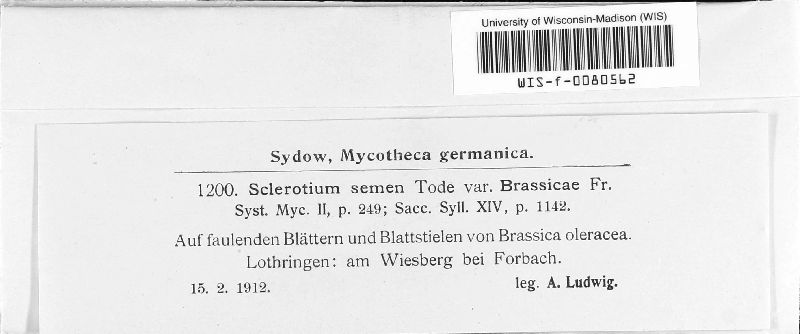 University of Wisconsin-Madison (WIS)
WIS-f-0080562
Sydow, Mycotheca germanica.
1200. Sclerotium semen Tode var. Brassicae Fr.
Syst. Myc. II, p. 249; Sacc. Syll. XIV, p. 1142.
Auf faulenden Blättern und Blattstielen von Brassica oleracea.
Lothringen: am Wiesberg bei Forbach.
15. 2. 1912. leg. A. Ludwig.